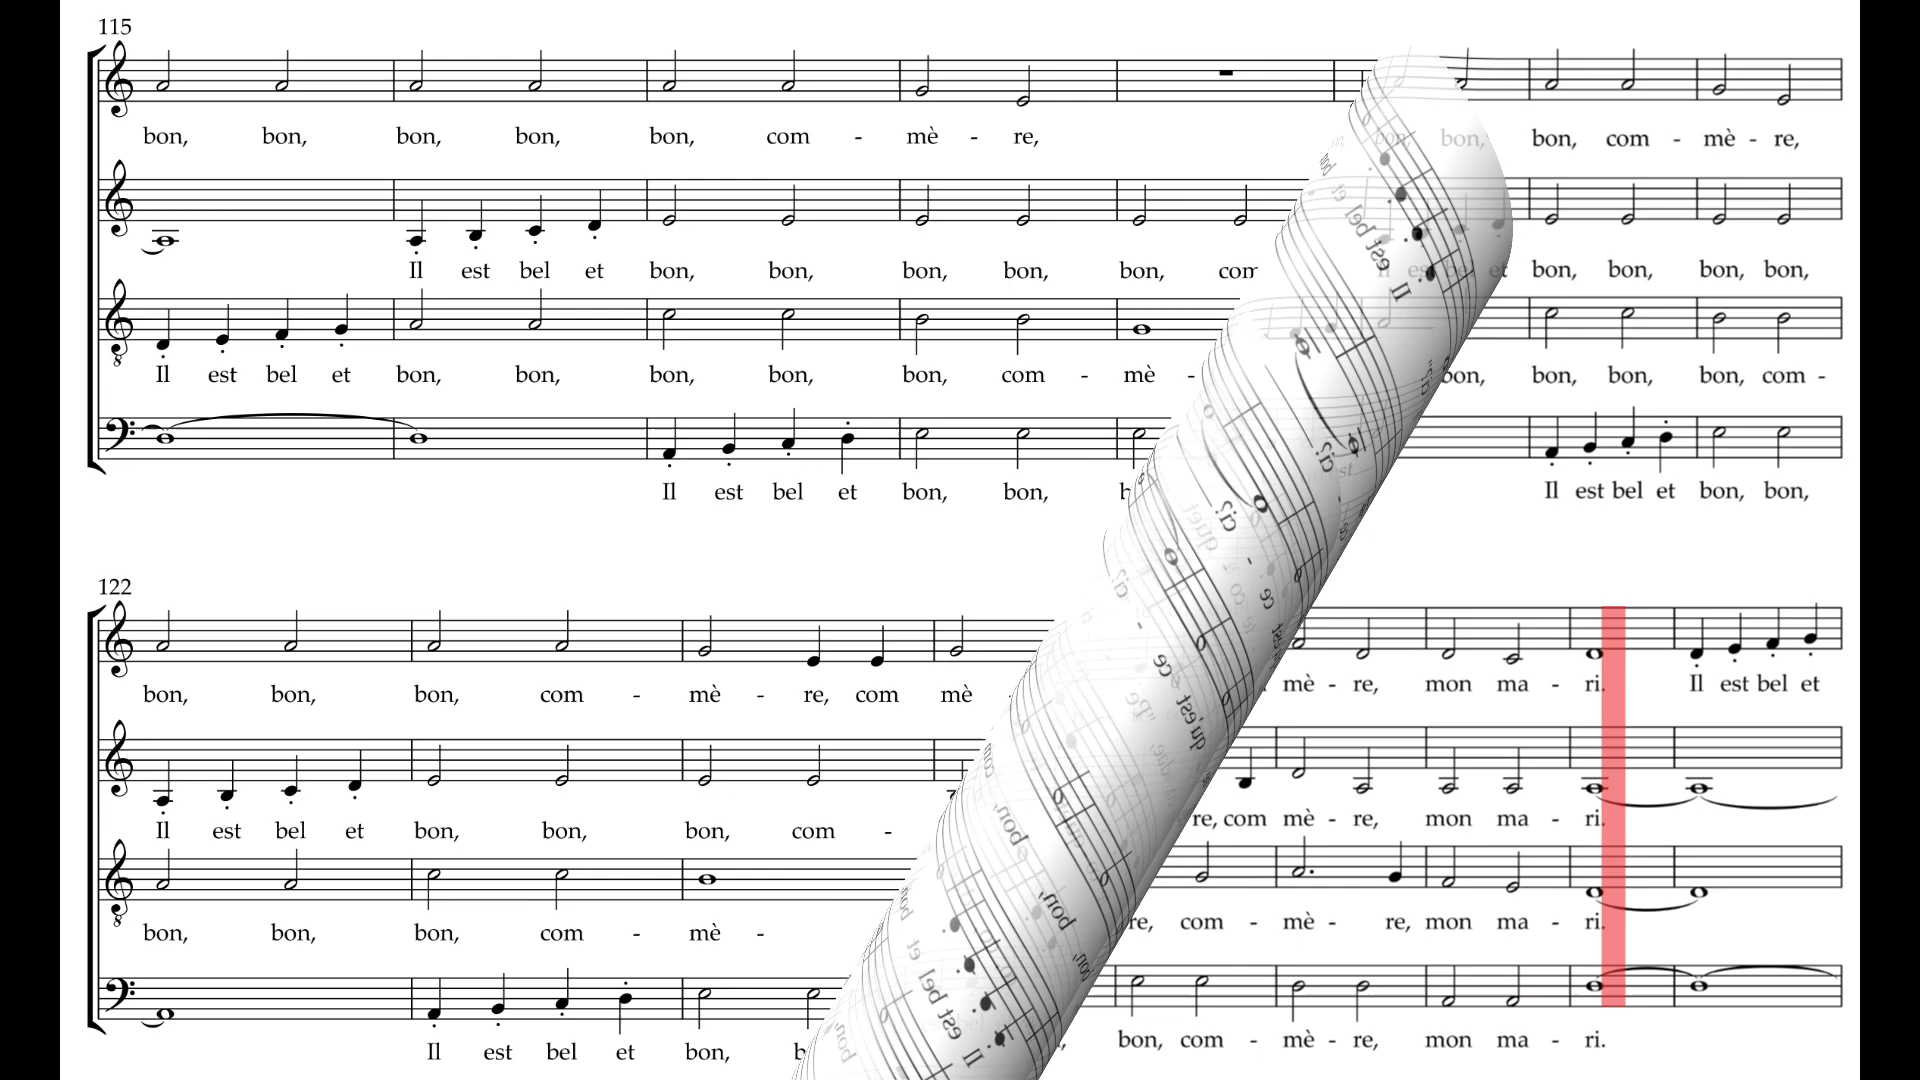 115
bon, bon, bon, bon, bon, com - mè - re, bon, bon, bon, com - mè - re,
Il est bel et bon, bon, bon, bon, bon, bon, bon, bon, bon,
Il est bel et bon, bon, bon, bon, bon, com - mè - bon, bon, bon, bon, com -
Il est bel et bon, bon, Il est bel et bon, bon,
122
bon, bon, bon, com - mè - re, com mè mè - re, mon ma - ri. Il est bel et
Il est bel et bon, bon, bon, com - re, com mè - re, mon ma - ri.
bon, bon, bon, com - mè - re, com - mè - re, mon ma - ri.
Il est bel et bon, bon, com - mè - re, mon ma - ri.